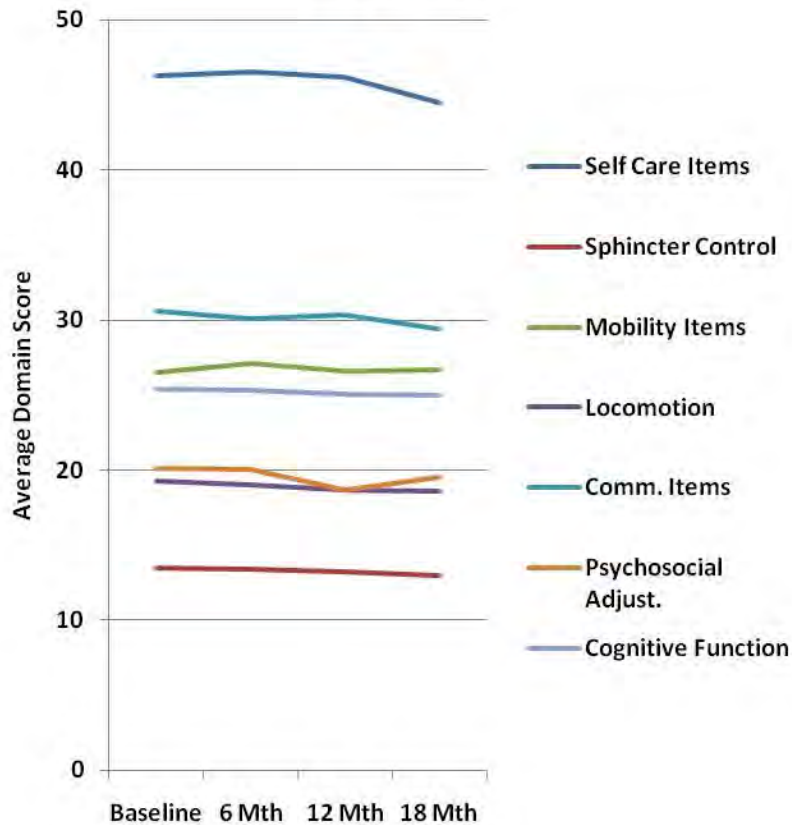 50
40
30
20
10
0
Average Domain Score
Baseline 6 Mth 12 Mth 18 Mth
Self Care Items
Sphincter Control
Mobility Items
Locomotion
Comm. Items
Psychosocial
Adjust.
Cognitive Function